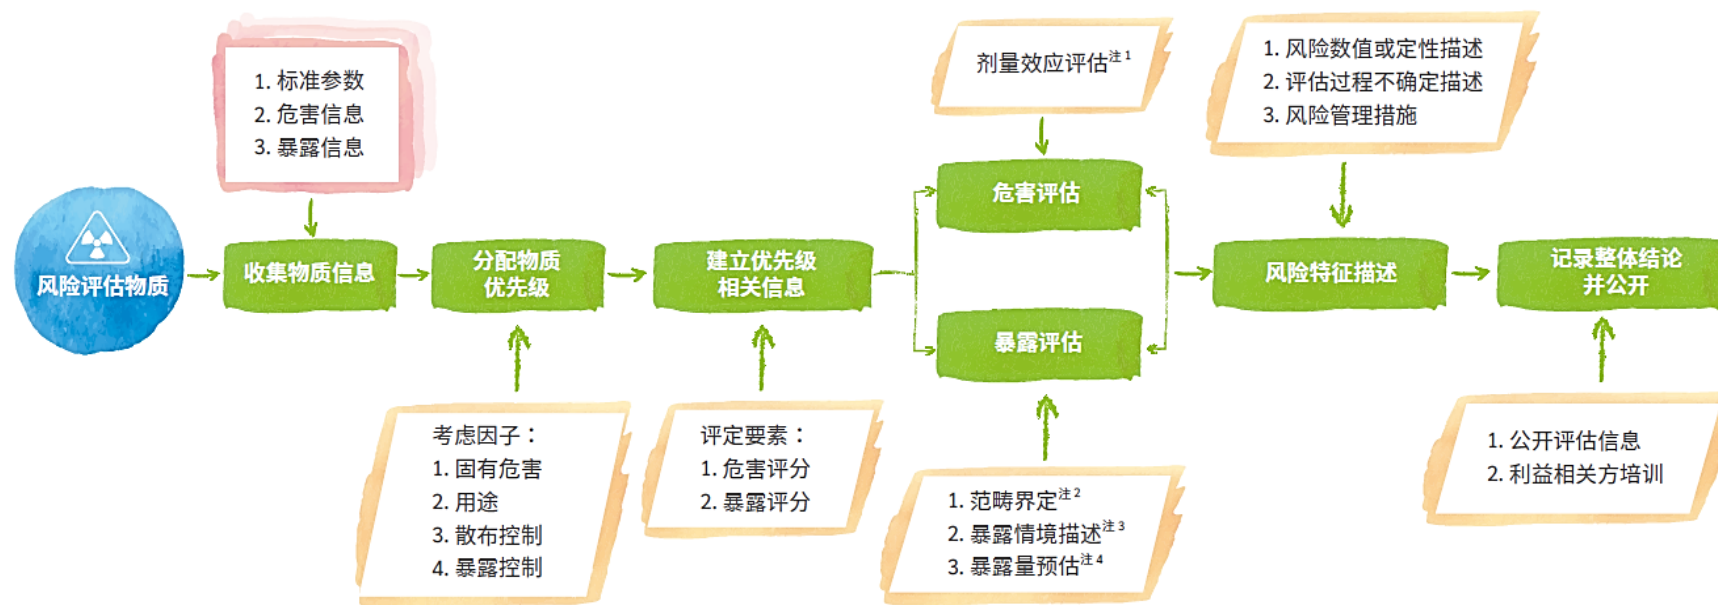 1. 标准参数
2. 危害信息
3. 暴露信息
剂量效应评估注1
1. 风险数值或定性描述
2. 评估过程不确定描述
3. 风险管理措施
风险评估物质
收集物质信息
分配物质
优先级
建立优先级
相关信息
危害评估
暴露评估
风险特征描述
记录整体结论
并公开
考虑因子：
1. 固有危害
2. 用途
3. 散布控制
4. 暴露控制
评定要素：
1. 危害评分
2. 暴露评分
1. 范畴界定注2
2. 暴露情境描述注3
3. 暴露量预估注4
1. 公开评估信息
2. 利益相关方培训